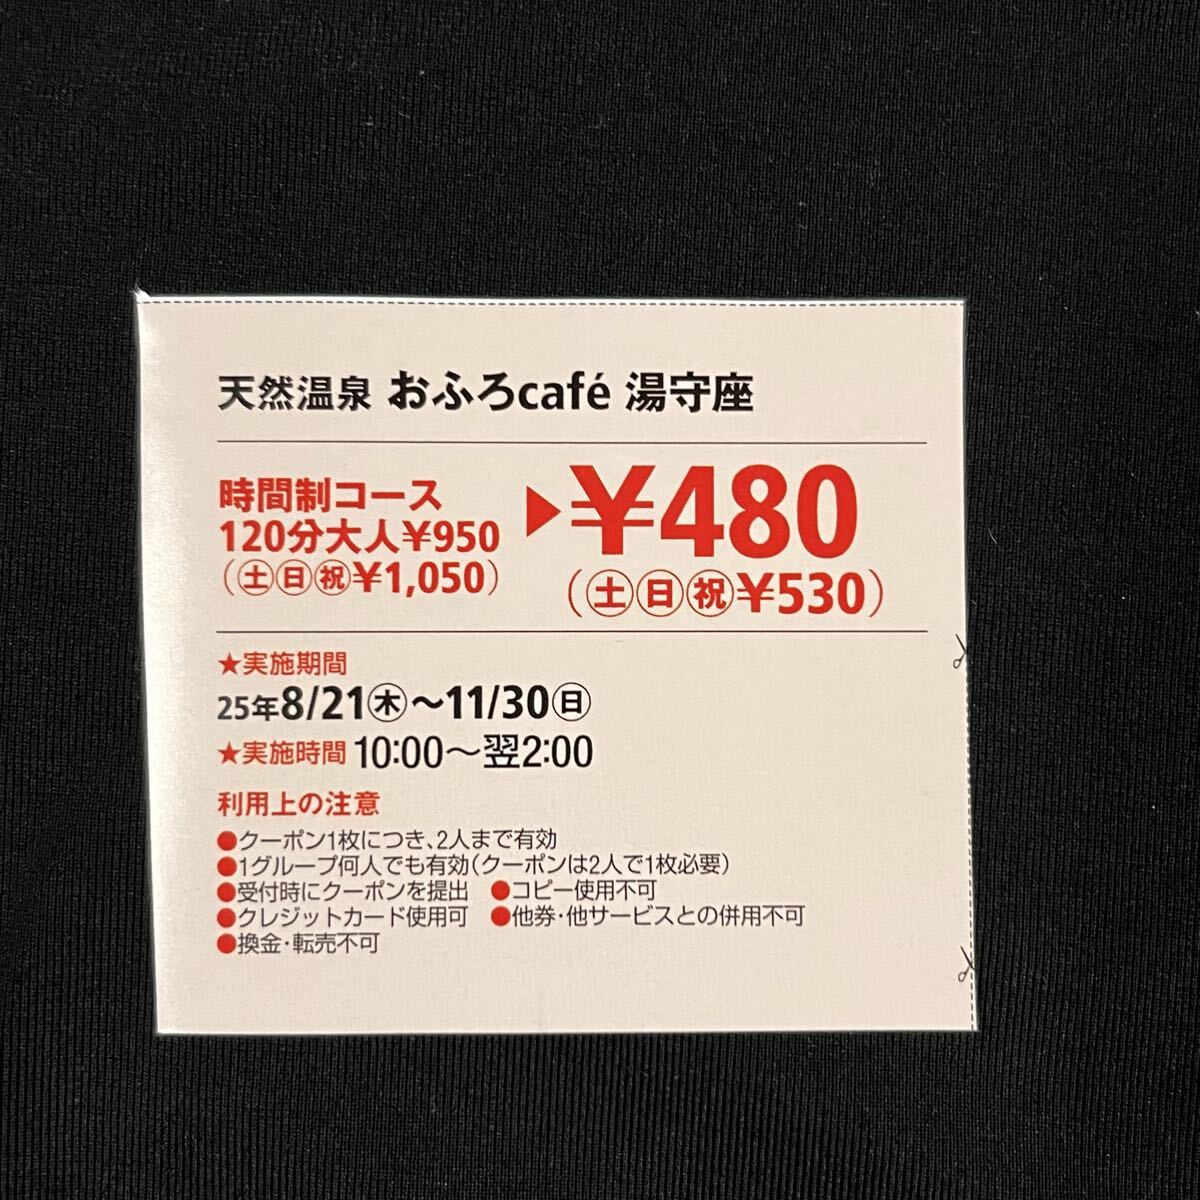 天然温泉 おふろcafé 湯守座
時間制コース
120分大人¥950
(㊏㊐㊗¥1,050)
▶¥480
(㊏㊐㊗¥530)
★実施期間
25年8/21㊍〜11/30㊐
★実施時間 10:00〜翌2:00
利用上の注意
●クーポン1枚につき、2人まで有効
●1グループ何人でも有効(クーポンは2人で1枚必要)
●受付時にクーポンを提出 ●コピー使用不可
●クレジットカード使用可 ●他券・他サービスとの併用不可
●換金・転売不可